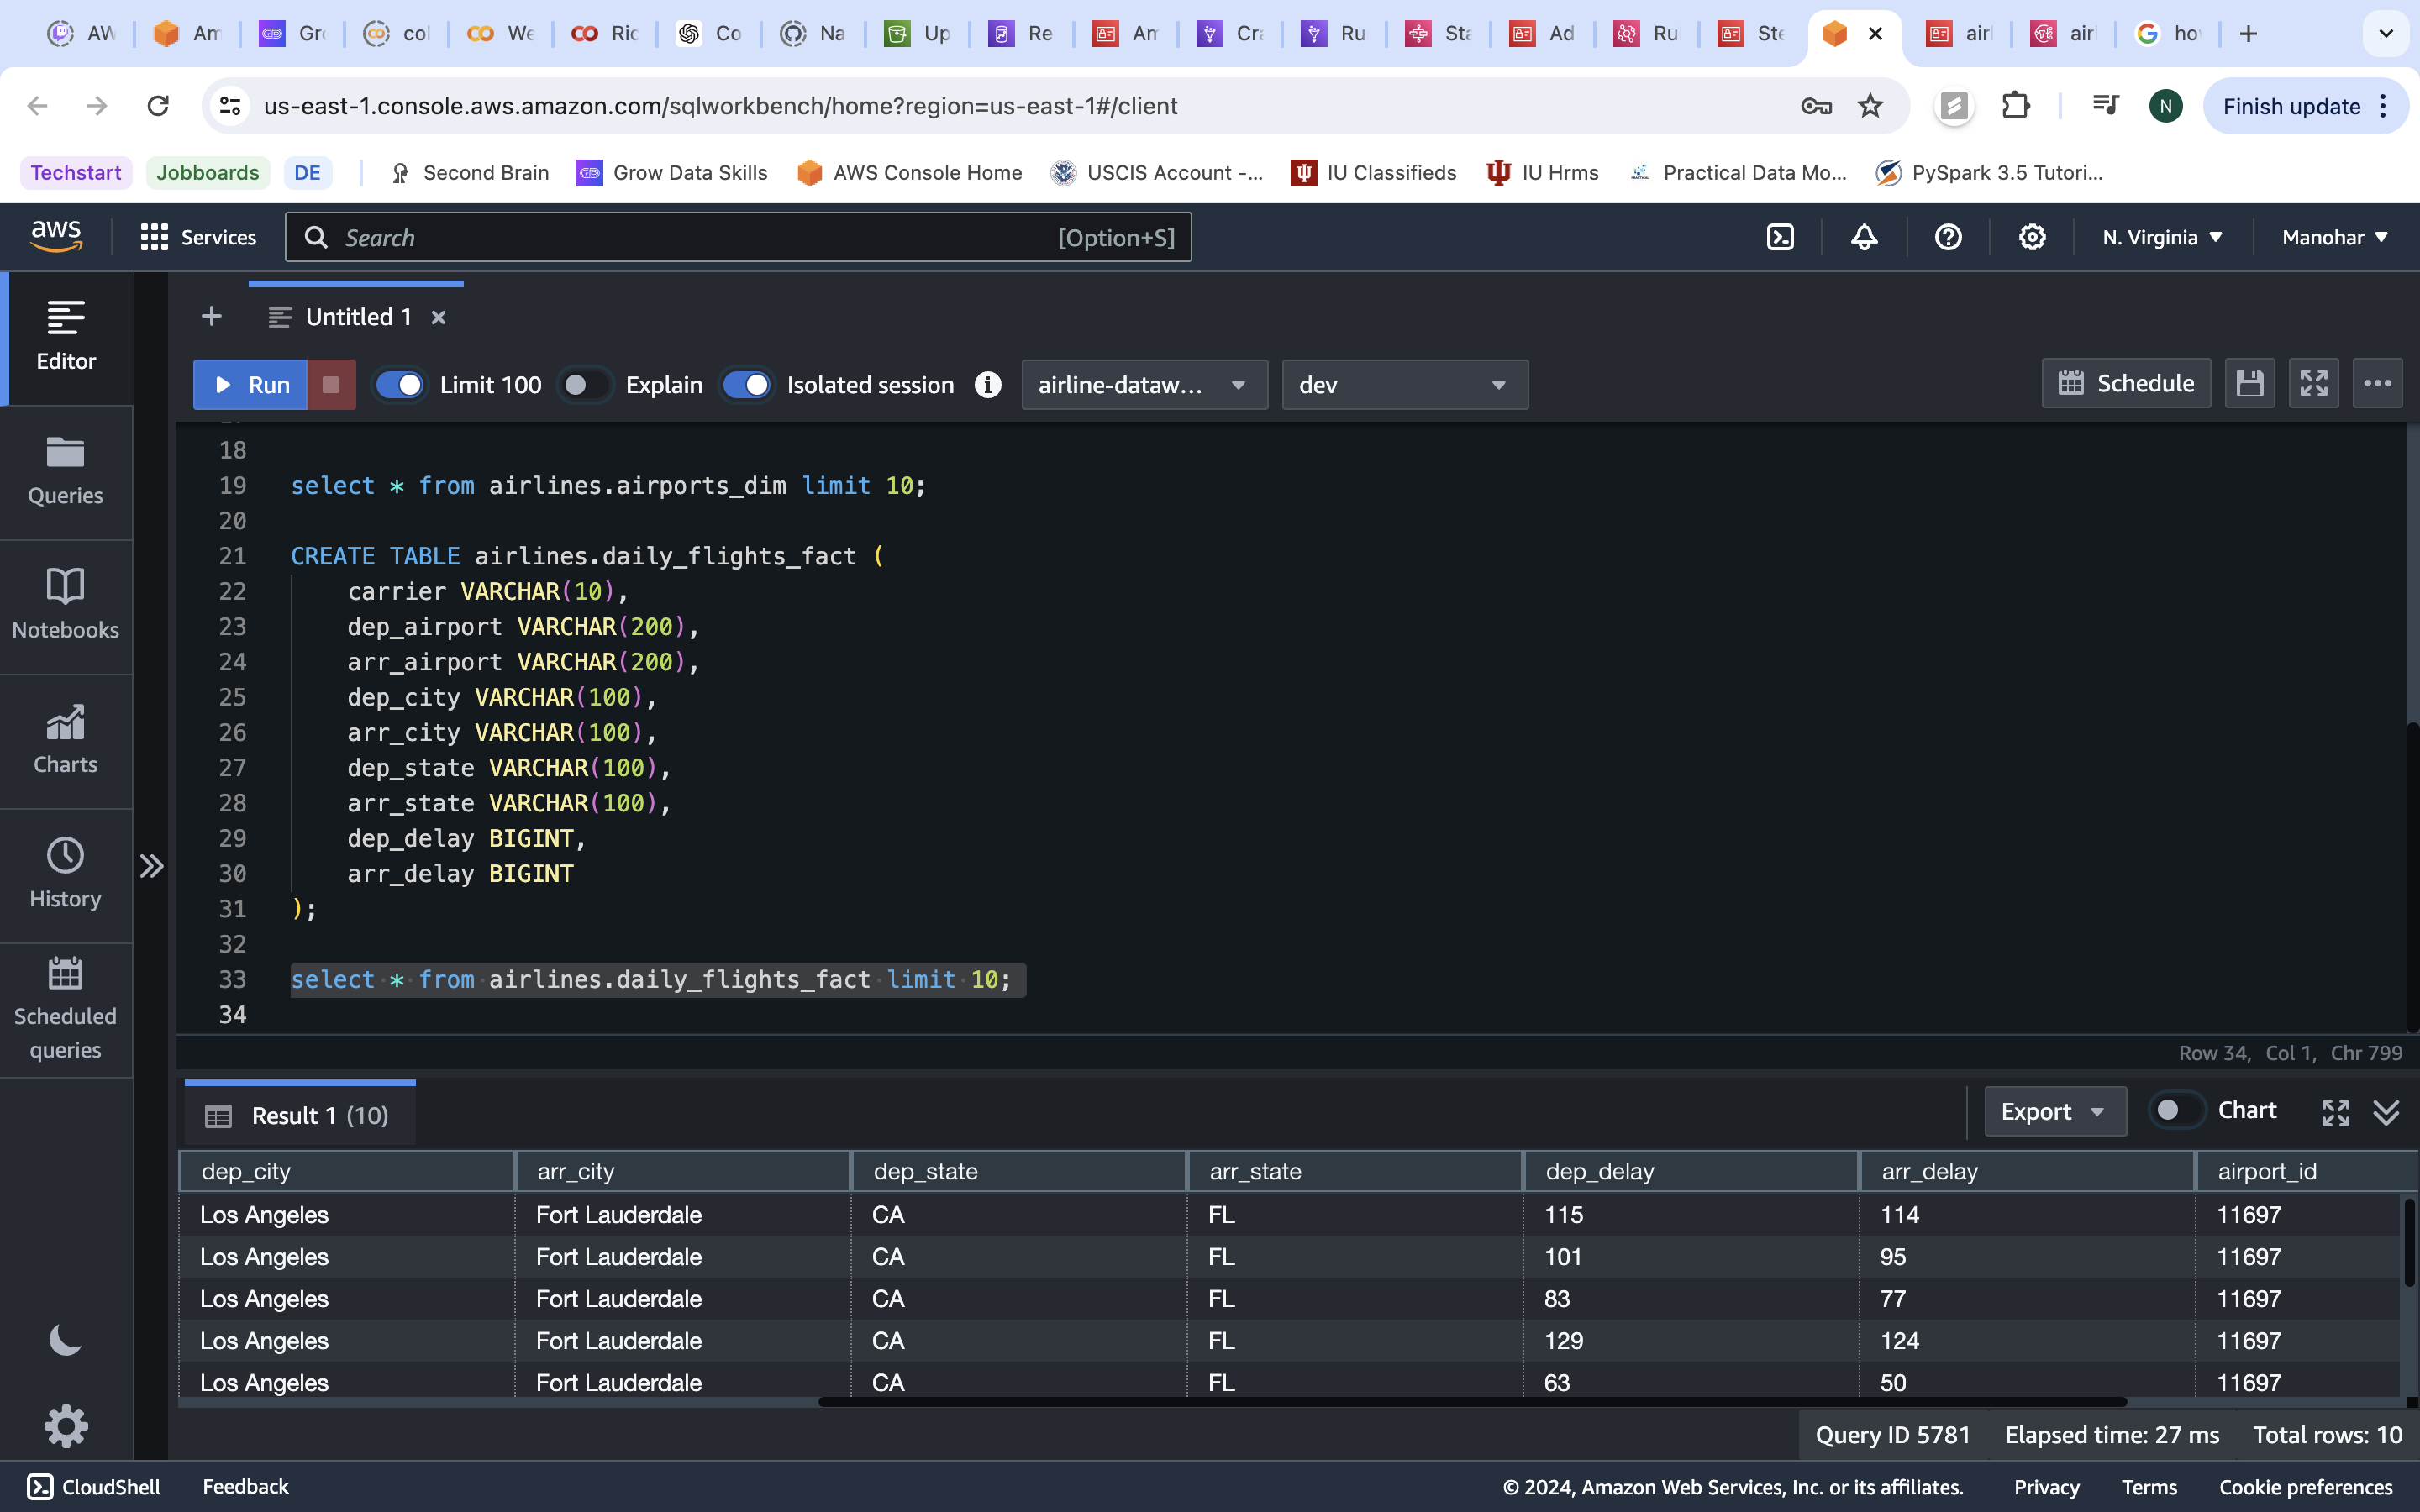 AW Am Gr col We Ric Co Na Up Re Am Cra Ru Sta Ad Ru Ste air air ho
us-east-1.console.aws.amazon.com/sqlworkbench/home?region=us-east-1#/client N Finish update
Techstart Jobboards DE Second Brain Grow Data Skills AWS Console Home USCIS Account -... IU Classifieds IU Hrms Practical Data Mo... PySpark 3.5 Tutori...
aws Services Search [Option+S] N. Virginia Manohar
Untitled 1
Run Limit 100 Explain Isolated session airline-dataw... dev Schedule
Editor
Queries
Notebooks
Charts
History
Scheduled
queries
18
19 select * from airlines.airports_dim limit 10;
20
21 CREATE TABLE airlines.daily_flights_fact (
22 carrier VARCHAR(10),
23 dep_airport VARCHAR(200),
24 arr_airport VARCHAR(200),
25 dep_city VARCHAR(100),
26 arr_city VARCHAR(100),
27 dep_state VARCHAR(100),
28 arr_state VARCHAR(100),
29 dep_delay BIGINT,
30 arr_delay BIGINT
31 );
32
33 select * from airlines.daily_flights_fact limit 10;
34
Row 34, Col 1, Chr 799
Result 1 (10) Export Chart
dep_city arr_city dep_state arr_state dep_delay arr_delay airport_id
Los Angeles Fort Lauderdale CA FL 115 114 11697
Los Angeles Fort Lauderdale CA FL 101 95 11697
Los Angeles Fort Lauderdale CA FL 83 77 11697
Los Angeles Fort Lauderdale CA FL 129 124 11697
Los Angeles Fort Lauderdale CA FL 63 50 11697
Query ID 5781 Elapsed time: 27 ms Total rows: 10
CloudShell Feedback © 2024, Amazon Web Services, Inc. or its affiliates. Privacy Terms Cookie preferences